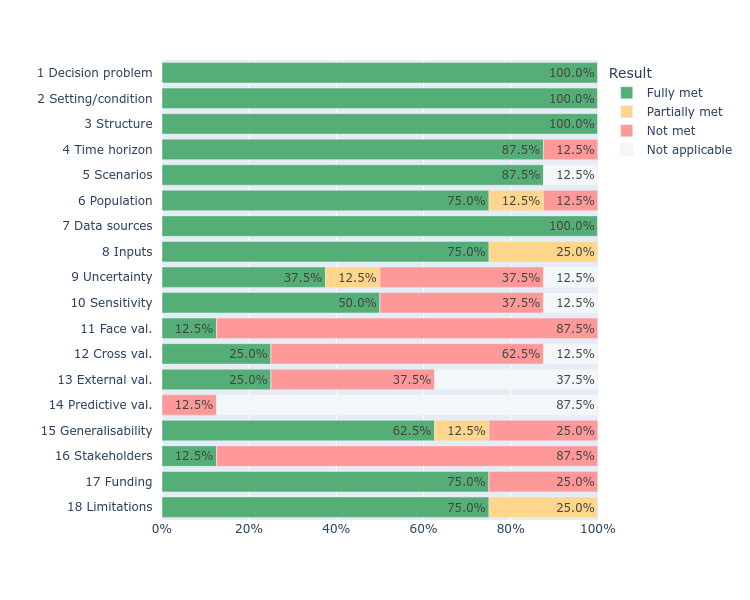 1 Decision problem 100.0%
2 Setting/condition 100.0%
3 Structure 100.0%
4 Time horizon 87.5% 12.5%
5 Scenarios 87.5% 12.5%
6 Population 75.0% 12.5% 12.5%
7 Data sources 100.0%
8 Inputs 75.0% 25.0%
9 Uncertainty 37.5% 12.5% 37.5% 12.5%
10 Sensitivity 50.0% 37.5% 12.5%
11 Face val. 12.5% 87.5%
12 Cross val. 25.0% 62.5% 12.5%
13 External val. 25.0% 37.5% 37.5%
14 Predictive val. 12.5% 87.5%
15 Generalisability 62.5% 12.5% 25.0%
16 Stakeholders 12.5% 87.5%
17 Funding 75.0% 25.0%
18 Limitations 75.0% 25.0%
0% 20% 40% 60% 80% 100%
Result
Fully met
Partially met
Not met
Not applicable